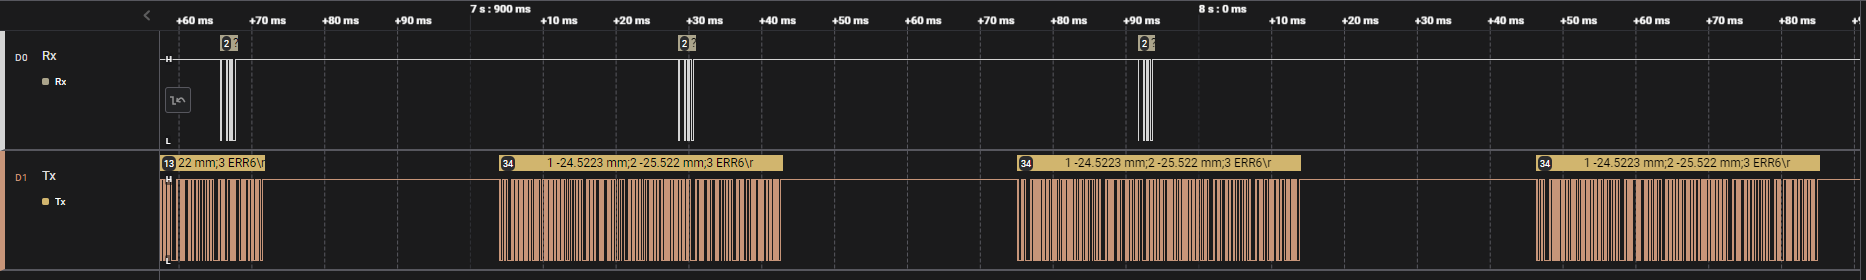 7 s : 900 ms 8 s : 0 ms
+60 ms +70 ms +80 ms +90 ms +10 ms +20 ms +30 ms +40 ms +50 ms +60 ms +70 ms +80 ms +90 ms +10 ms +20 ms +30 ms +40 ms +50 ms +60 ms +70 ms +80 ms
D0 Rx
Rx
2 2 2
H
L
D1 Tx
Tx
13 22 mm;3 ERR6\r 34 1 -24.5223 mm;2 -25.522 mm;3 ERR6\r 34 1 -24.5223 mm;2 -25.522 mm;3 ERR6\r 34 1 -24.5223 mm;2 -25.522 mm;3 ERR6\r
H
L